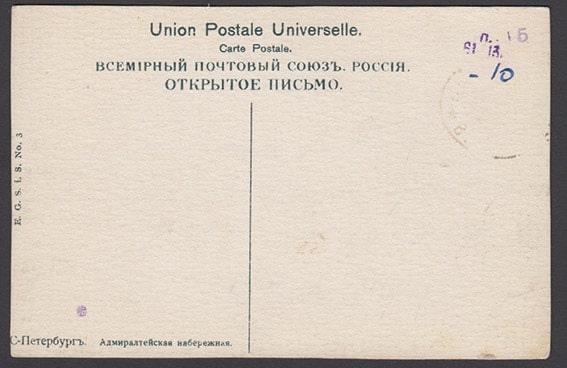 Union Postale Universelle.
Carte Postale.
ВСЕМІРНЫЙ ПОЧТОВЫЙ СОЮЗЪ. РОССІЯ.
ОТКРЫТОЕ ПИСЬМО.
- 10
E. G. S. I. S. No. 3
С-Петербургъ. Адмиралтейская набережная.